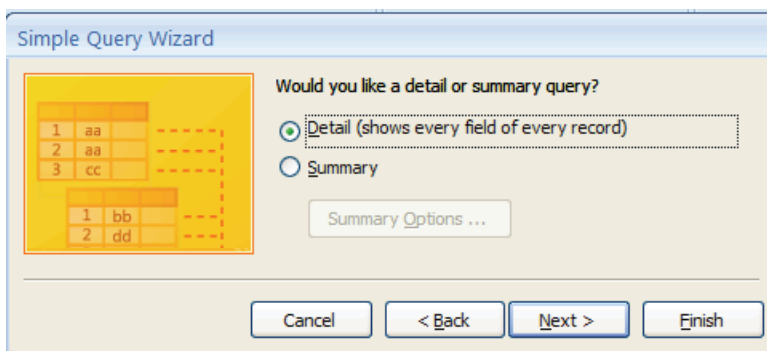 Simple Query Wizard
Would you like a detail or summary query?
Detail (shows every field of every record)
Summary
Summary Options ...
1 aa
2 aa
3 cc
1 bb
2 dd
Cancel
< Back
Next >
Finish